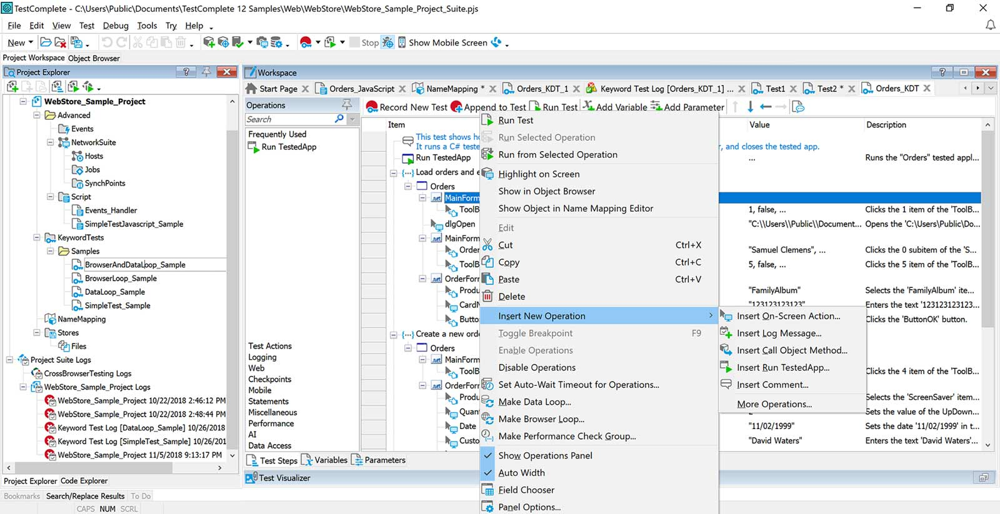 TestComplete - C:\Users\Public\Documents\TestComplete 12 Samples\Web\WebStore\WebStore_Sample_Project_Suite.pjs
File Edit View Test Debug Tools Try Help
New Stop Show Mobile Screen
Project Workspace Object Browser
Project Explorer
WebStore_Sample_Project
Advanced
Events
NetworkSuite
Hosts
Jobs
SynchPoints
Script
Events_Handler
SimpleTestJavascript_Sample
KeywordTests
Samples
BrowserAndDataLoop_Sample
BrowserLoop_Sample
DataLoop_Sample
SimpleTest_Sample
NameMapping
Stores
Files
Project Suite Logs
CrossBrowserTesting Logs
WebStore_Sample_Project Logs
WebStore_Sample_Project 10/22/2018 2:46:12 PM
WebStore_Sample_Project 10/22/2018 2:48:44 PM
Keyword Test Log [DataLoop_Sample] 10/26/2018
Keyword Test Log [SimpleTest_Sample] 10/26/201
WebStore_Sample_Project 11/5/2018 9:13:17 PM
Project Explorer Code Explorer
Bookmarks Search/Replace Results To Do
CAPS NUM SCRL
Workspace
Start Page Orders_JavaScript NameMapping * Orders_KDT_1 Keyword Test Log [Orders_KDT_1] ... Test1 Test2 * Orders_KDT
Operations
Search
Frequently Used
Run TestedApp
Test Actions
Logging
Web
Checkpoints
Mobile
Statements
Miscellaneous
Performance
AI
Data Access
Record New Test Append to Test Run Test Add Variable Add Parameter
Item Value Description
This test shows h
It runs a C# teste r, and closes the tested app.
Run TestedApp ... Runs the "Orders" tested appl...
Load orders and e
Orders
MainForm
ToolB 1, false, ... Clicks the 1 item of the 'ToolB...
dlgOpen "C:\\Users\\Public\\Document... Opens the 'C:\Users\Public\Do...
MainForm
Order "Samuel Clemens", ... Clicks the 0 subitem of the 'S...
ToolB 5, false, ... Clicks the 5 item of the 'ToolB...
OrderForm
Produ "FamilyAlbum" Selects the 'FamilyAlbum' ite...
CardN "123123123123" Enters the text '123123123123...
Button Clicks the 'ButtonOK' button.
Create a new orde
Orders
MainForm
ToolB Clicks the 4 item of the 'ToolB...
OrderForm
Produ Selects the 'ScreenSaver' item...
Quant Sets the value of the UpDown...
Date "11/02/1999" Sets the date '11/02/1999' in t...
Custo "David Waters" Enters the text 'David Waters'...
Run Test
Run Selected Operation
Run from Selected Operation
Highlight on Screen
Show in Object Browser
Show Object in Name Mapping Editor
Edit
Cut Ctrl+X
Copy Ctrl+C
Paste Ctrl+V
Delete
Insert New Operation
Toggle Breakpoint F9
Enable Operations
Disable Operations
Set Auto-Wait Timeout for Operations...
Make Data Loop...
Make Browser Loop...
Make Performance Check Group...
Show Operations Panel
Auto Width
Field Chooser
Panel Options...
Insert On-Screen Action...
Insert Log Message...
Insert Call Object Method...
Insert Run TestedApp...
Insert Comment...
More Operations...
Test Steps Variables Parameters
Test Visualizer